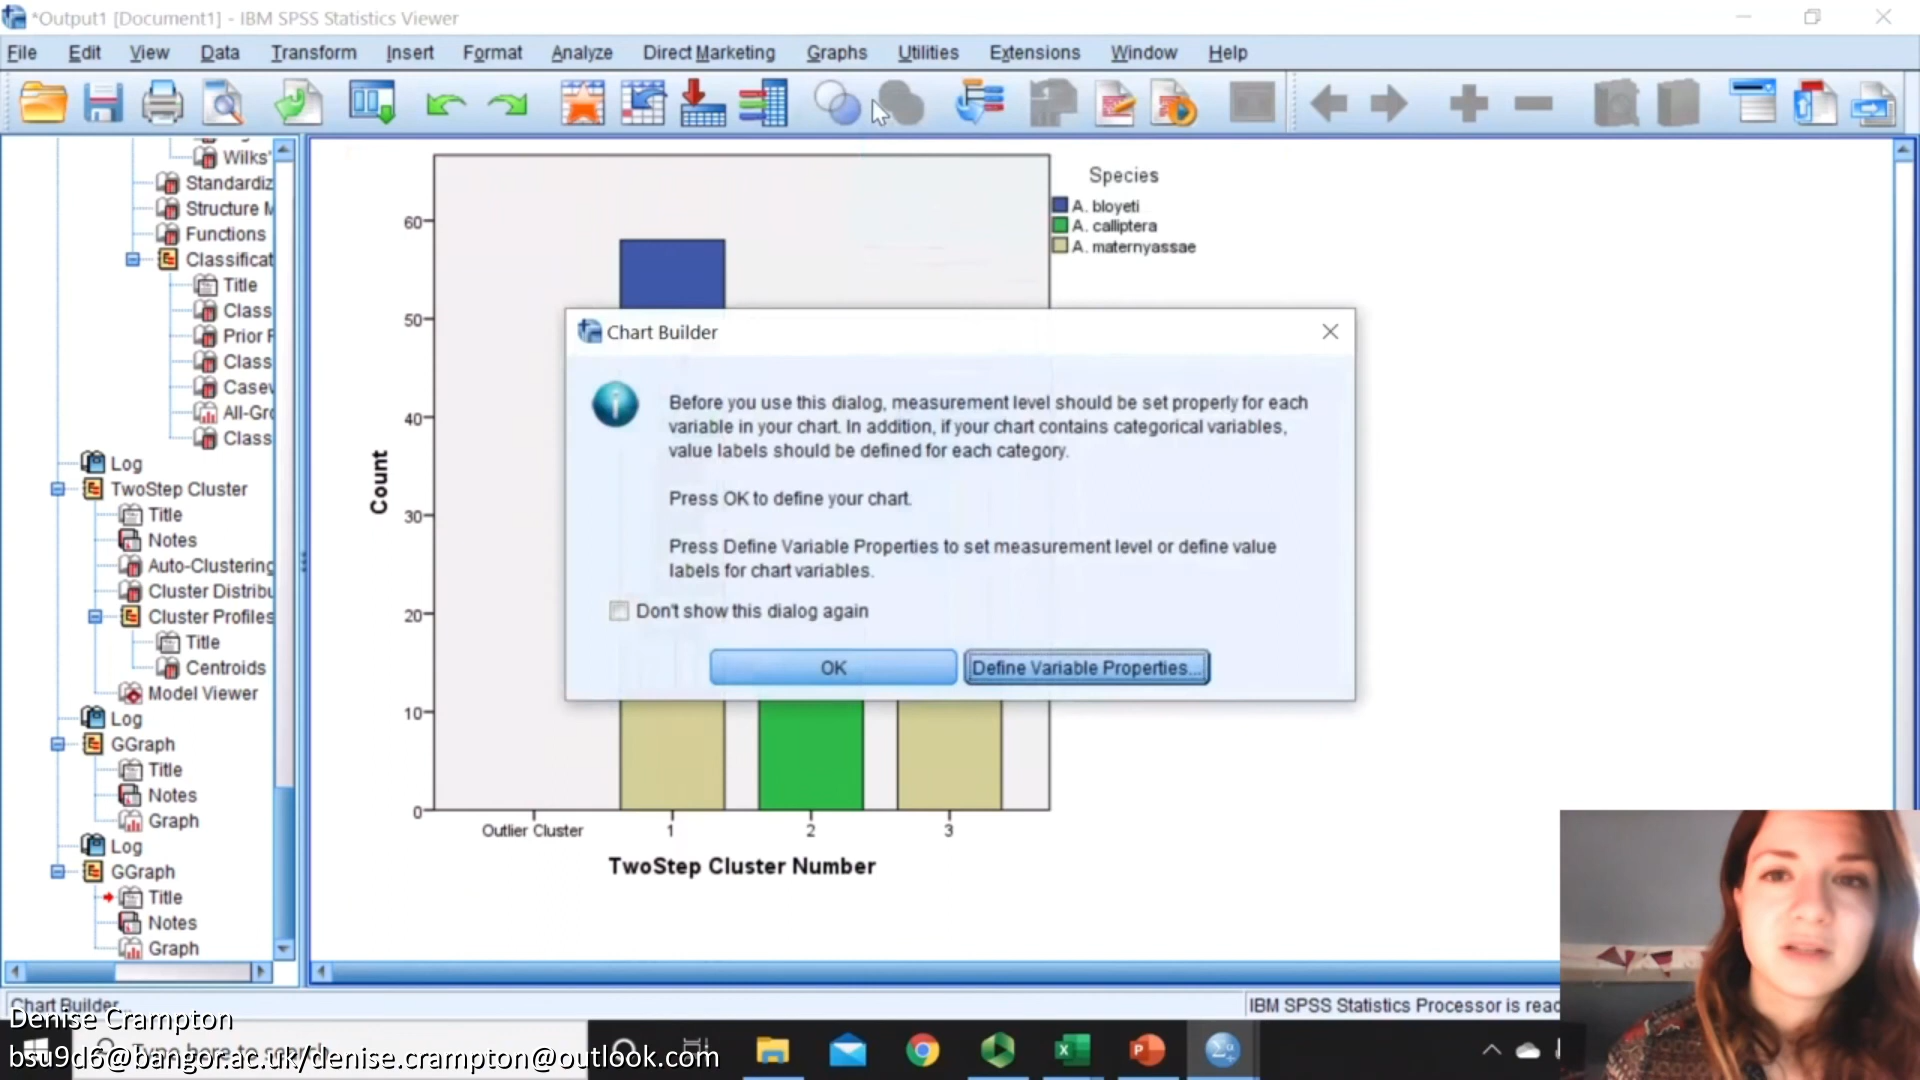 *Output1 [Document1] - IBM SPSS Statistics Viewer
File Edit View Data Transform Insert Format Analyze Direct Marketing Graphs Utilities Extensions Window Help
Wilks'
Standardiz
Structure M
Functions
Classificat
Title
Class
Prior F
Class
Casew
All-Gro
Class
Log
TwoStep Cluster
Title
Notes
Auto-Clustering
Cluster Distribu
Cluster Profiles
Title
Centroids
Model Viewer
Log
GGraph
Title
Notes
Graph
Log
GGraph
Title
Notes
Graph
Count
60
50
40
30
20
10
0
Outlier Cluster 1 2 3
TwoStep Cluster Number
Species
A. bloyeti
A. calliptera
A. maternyassae
Chart Builder
Before you use this dialog, measurement level should be set properly for each
variable in your chart. In addition, if your chart contains categorical variables,
value labels should be defined for each category.
Press OK to define your chart.
Press Define Variable Properties to set measurement level or define value
labels for chart variables.
Don't show this dialog again
OK Define Variable Properties...
Chart Builder...
IBM SPSS Statistics Processor is read
Denise Crampton
bsu9d6@bangor.ac.uk/denise.crampton@outlook.com